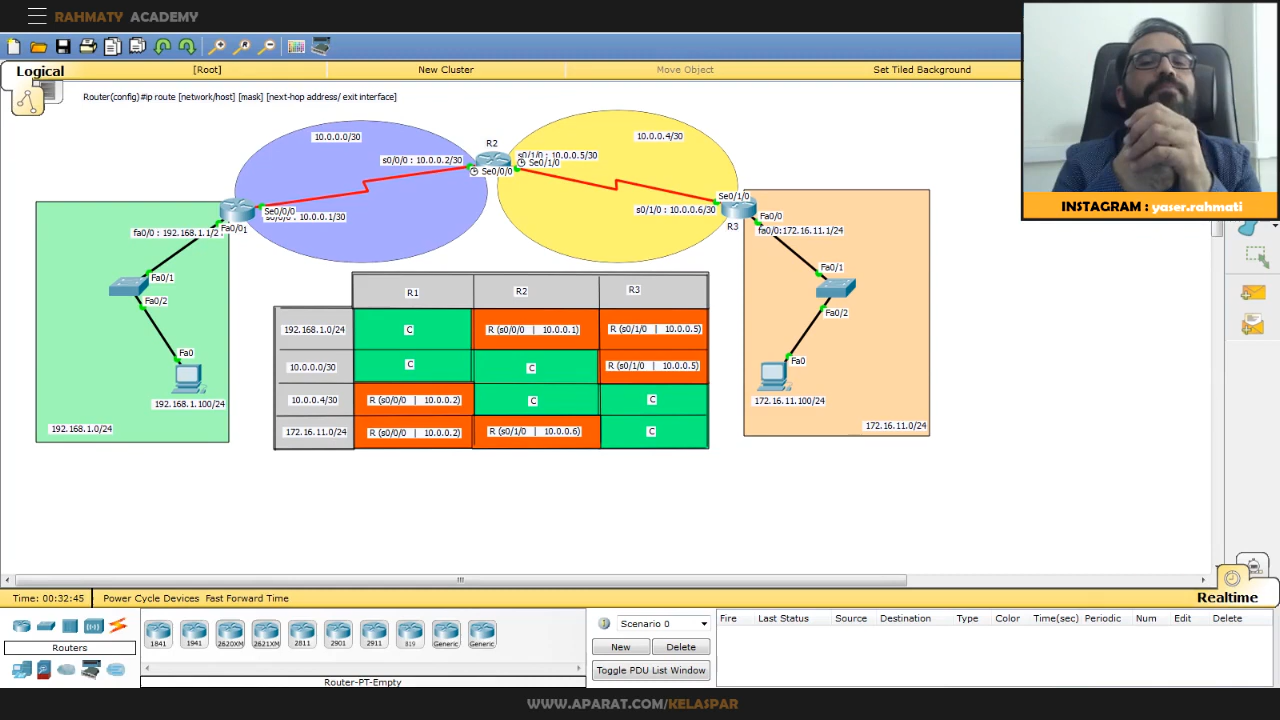 RAHMATY ACADEMY
Logical
[Root]
New Cluster
Move Object
Set Tiled Background
Router(config)#ip route [network/host] [mask] [next-hop address/ exit interface]
INSTAGRAM : yaser.rahmati
10.0.0.0/30
10.0.0.4/30
R2
s0/0/0 : 10.0.0.2/30
Se0/0/0
s0/1/0 : 10.0.0.5/30
Se0/1/0
Se0/0/0
10.0.0.1/30
Se0/1/0
s0/1/0 : 10.0.0.6/30
R3
Fa0/0
fa0/0:172.16.11.1/24
fa0/0 : 192.168.1.1/2
Fa0/1
Fa0/2
Fa0
192.168.1.100/24
192.168.1.0/24
Fa0/1
Fa0/2
Fa0
172.16.11.100/24
172.16.11.0/24
R1 R2 R3
192.168.1.0/24 C R (s0/0/0 | 10.0.0.1) R (s0/1/0 | 10.0.0.5)
10.0.0.0/30 C C R (s0/1/0 | 10.0.0.5)
10.0.0.4/30 R (s0/0/0 | 10.0.0.2) C C
172.16.11.0/24 R (s0/0/0 | 10.0.0.2) R (s0/1/0 | 10.0.0.6) C
Time: 00:32:45
Power Cycle Devices Fast Forward Time
Realtime
Routers
1841 1941 2620XM 2621XM 2811 2901 2911 819 Generic Generic
Router-PT-Empty
Scenario 0
New Delete
Toggle PDU List Window
Fire Last Status Source Destination Type Color Time(sec) Periodic Num Edit Delete
WWW.APARAT.COM/KELASPAR